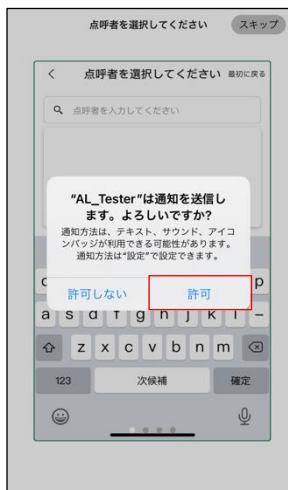 点呼者を選択してください
スキップ
点呼者を選択してください
最初に戻る
点呼者を入力してください
“AL_Tester”は通知を送信し
ます。よろしいですか?
通知方法は、テキスト、サウンド、アイコ
ンバッジが利用できる可能性があります。
通知方法は“設定”で設定できます。
許可しない
許可
p
a s d f g h j k l –
z x c v b n m
123
次候補
確定